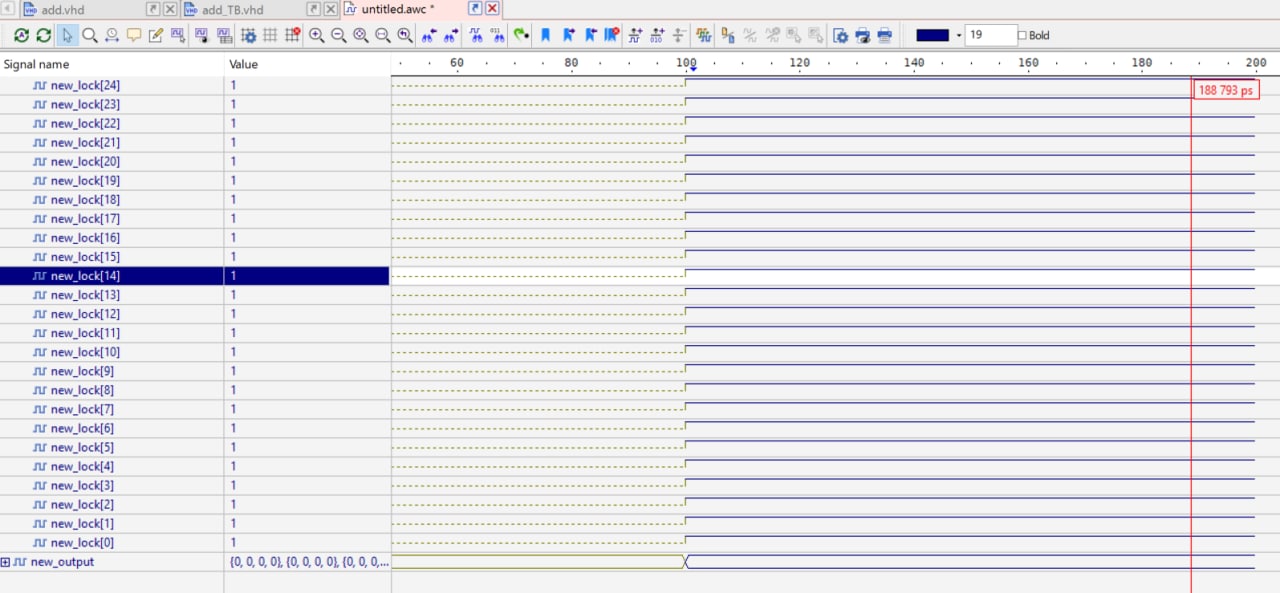 add.vhd add_TB.vhd untitled.awc *
19 Bold
Signal name Value 60 80 100 120 140 160 180 200
new_lock[24] 1 188 793 ps
new_lock[23] 1
new_lock[22] 1
new_lock[21] 1
new_lock[20] 1
new_lock[19] 1
new_lock[18] 1
new_lock[17] 1
new_lock[16] 1
new_lock[15] 1
new_lock[14] 1
new_lock[13] 1
new_lock[12] 1
new_lock[11] 1
new_lock[10] 1
new_lock[9] 1
new_lock[8] 1
new_lock[7] 1
new_lock[6] 1
new_lock[5] 1
new_lock[4] 1
new_lock[3] 1
new_lock[2] 1
new_lock[1] 1
new_lock[0] 1
new_output {0, 0, 0, 0}, {0, 0, 0, 0}, {0, 0, 0,...